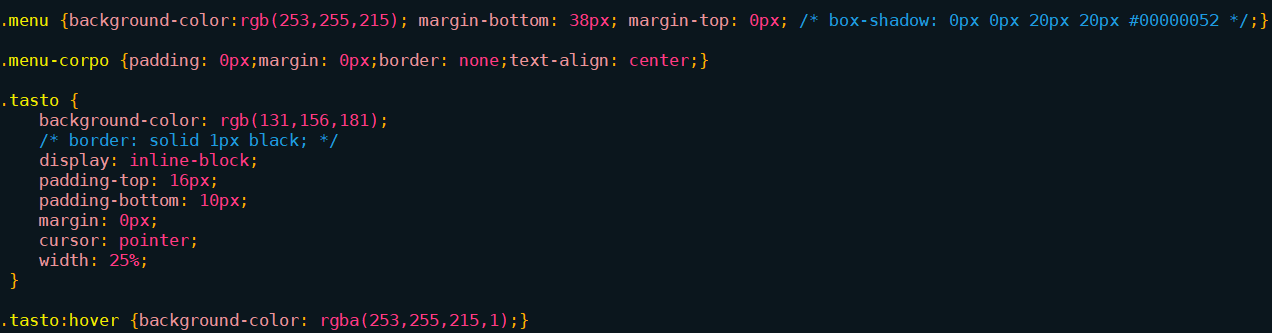 .menu {background-color:rgb(253,255,215); margin-bottom: 38px; margin-top: 0px; /* box-shadow: 0px 0px 20px 20px #00000052 */;}
.menu-corpo {padding: 0px;margin: 0px;border: none;text-align: center;}
.tasto {
background-color: rgb(131,156,181);
/* border: solid 1px black; */
display: inline-block;
padding-top: 16px;
padding-bottom: 10px;
margin: 0px;
cursor: pointer;
width: 25%;
}
.tasto:hover {background-color: rgba(253,255,215,1);}